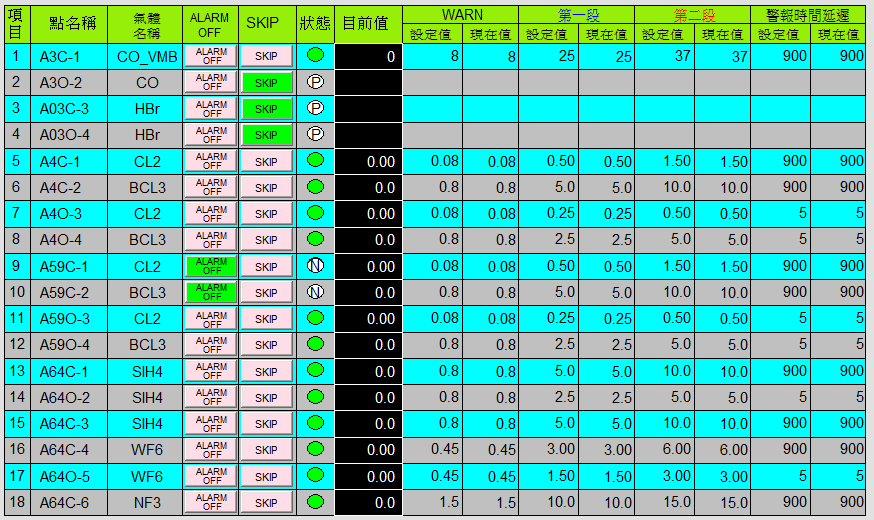 項目 點名稱 氣體名稱 ALARM OFF SKIP 狀態 目前值 WARN 第一段 第二段 警報時間延遲
設定值 現在值 設定值 現在值 設定值 現在值 設定值 現在值
1 A3C-1 CO_VMB ALARM OFF SKIP 0 8 8 25 25 37 37 900 900
2 A3O-2 CO ALARM OFF SKIP P
3 A03C-3 HBr ALARM OFF SKIP P
4 A03O-4 HBr ALARM OFF SKIP P
5 A4C-1 CL2 ALARM OFF SKIP 0.00 0.08 0.08 0.50 0.50 1.50 1.50 900 900
6 A4C-2 BCL3 ALARM OFF SKIP 0.0 0.8 0.8 5.0 5.0 10.0 10.0 900 900
7 A4O-3 CL2 ALARM OFF SKIP 0.00 0.08 0.08 0.25 0.25 0.50 0.50 5 5
8 A4O-4 BCL3 ALARM OFF SKIP 0.0 0.8 0.8 2.5 2.5 5.0 5.0 5 5
9 A59C-1 CL2 ALARM OFF SKIP N 0.00 0.08 0.08 0.50 0.50 1.50 1.50 900 900
10 A59C-2 BCL3 ALARM OFF SKIP N 0.0 0.8 0.8 5.0 5.0 10.0 10.0 900 900
11 A59O-3 CL2 ALARM OFF SKIP 0.00 0.08 0.08 0.25 0.25 0.50 0.50 5 5
12 A59O-4 BCL3 ALARM OFF SKIP 0.0 0.8 0.8 2.5 2.5 5.0 5.0 5 5
13 A64C-1 SIH4 ALARM OFF SKIP 0.0 0.8 0.8 5.0 5.0 10.0 10.0 900 900
14 A64O-2 SIH4 ALARM OFF SKIP 0.0 0.8 0.8 2.5 2.5 5.0 5.0 5 5
15 A64C-3 SIH4 ALARM OFF SKIP 0.0 0.8 0.8 5.0 5.0 10.0 10.0 900 900
16 A64C-4 WF6 ALARM OFF SKIP 0.00 0.45 0.45 3.00 3.00 6.00 6.00 900 900
17 A64O-5 WF6 ALARM OFF SKIP 0.00 0.45 0.45 1.50 1.50 3.00 3.00 5 5
18 A64C-6 NF3 ALARM OFF SKIP 0.0 1.5 1.5 10.0 10.0 15.0 15.0 900 900